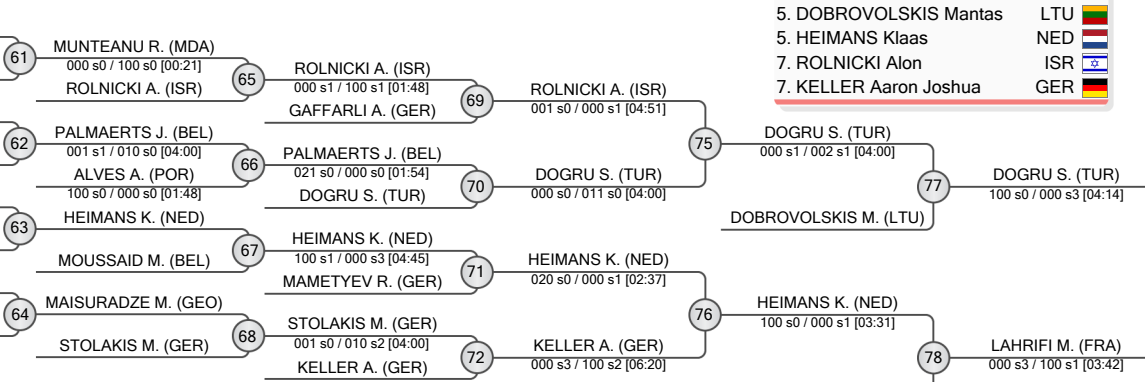 5. DOBROVOLSKIS Mantas LTU
5. HEIMANS Klaas NED
7. ROLNICKI Alon ISR
7. KELLER Aaron Joshua GER
61
MUNTEANU R. (MDA)
000 s0 / 100 s0 [00:21]
ROLNICKI A. (ISR)
62
PALMAERTS J. (BEL)
001 s1 / 010 s0 [04:00]
ALVES A. (POR)
100 s0 / 000 s0 [01:48]
63
HEIMANS K. (NED)
MOUSSAID M. (BEL)
64
MAISURADZE M. (GEO)
STOLAKIS M. (GER)
65
ROLNICKI A. (ISR)
000 s1 / 100 s1 [01:48]
GAFFARLI A. (GER)
66
PALMAERTS J. (BEL)
021 s0 / 000 s0 [01:54]
DOGRU S. (TUR)
67
HEIMANS K. (NED)
100 s1 / 000 s3 [04:45]
MAMETYEV R. (GER)
68
STOLAKIS M. (GER)
001 s0 / 010 s2 [04:00]
KELLER A. (GER)
69
ROLNICKI A. (ISR)
001 s0 / 000 s1 [04:51]
70
DOGRU S. (TUR)
000 s0 / 011 s0 [04:00]
71
HEIMANS K. (NED)
020 s0 / 000 s1 [02:37]
72
KELLER A. (GER)
000 s3 / 100 s2 [06:20]
75
DOGRU S. (TUR)
000 s1 / 002 s1 [04:00]
DOBROVOLSKIS M. (LTU)
76
HEIMANS K. (NED)
100 s0 / 000 s1 [03:31]
77
DOGRU S. (TUR)
100 s0 / 000 s3 [04:14]
78
LAHRIFI M. (FRA)
000 s3 / 100 s1 [03:42]